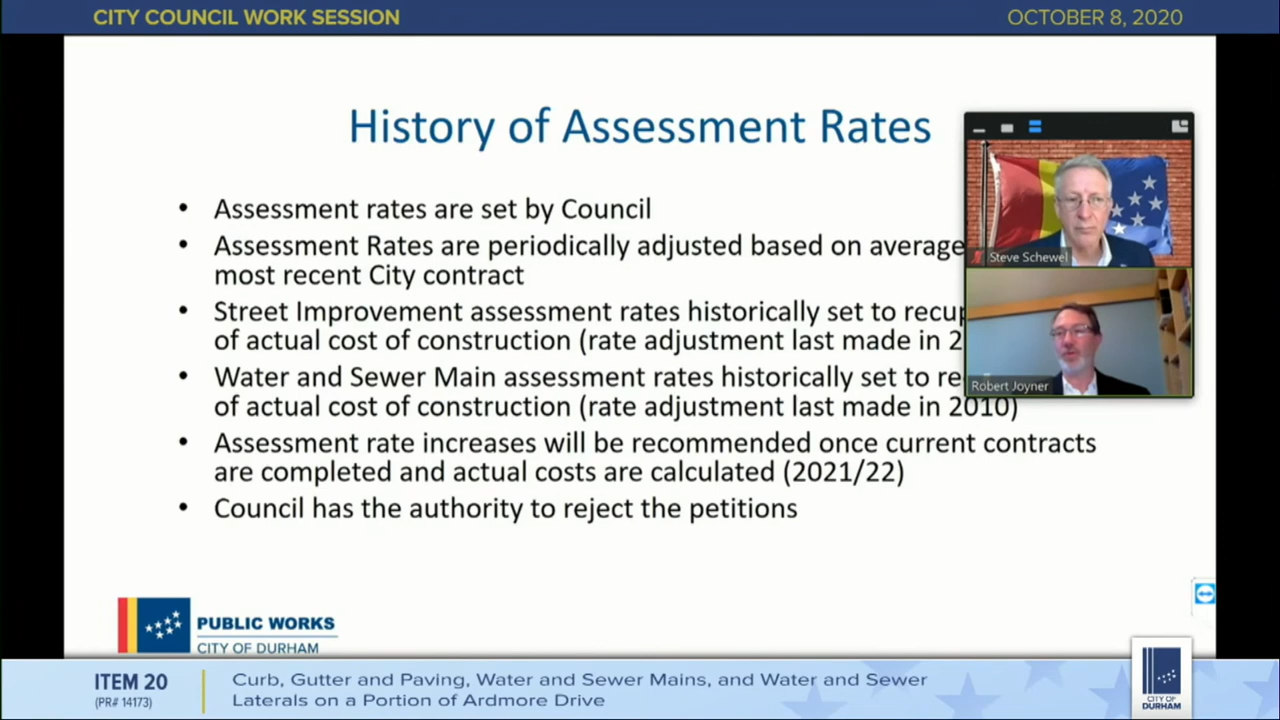 CITY COUNCIL WORK SESSION
OCTOBER 8, 2020
History of Assessment Rates
• Assessment rates are set by Council
• Assessment Rates are periodically adjusted based on average
most recent City contract
• Street Improvement assessment rates historically set to
of actual cost of construction (rate adjustment last made in
• Water and Sewer Main assessment rates historically set to
of actual cost of construction (rate adjustment last made in 2010)
• Assessment rate increases will be recommended once current contracts
are completed and actual costs are calculated (2021/22)
• Council has the authority to reject the petitions
Steve Schewel
Robert Joyner
PUBLIC WORKS
CITY OF DURHAM
ITEM 20
(PR# 14173)
Curb, Gutter and Paving, Water and Sewer Mains, and Water and Sewer
Laterals on a Portion of Ardmore Drive
CITY OF
DURHAM